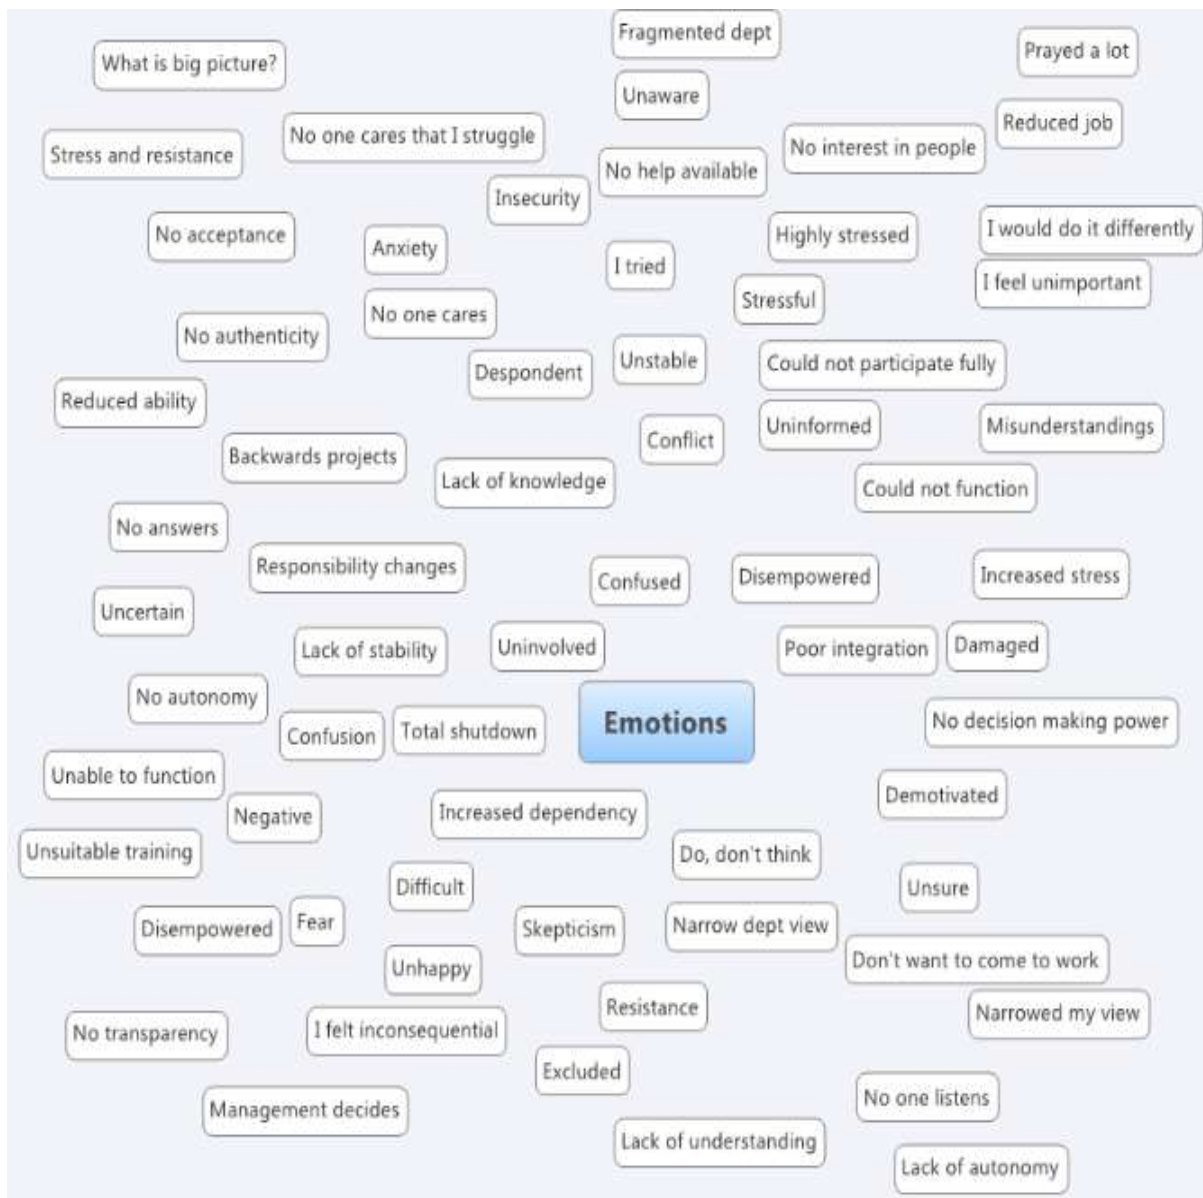 Fragmented dept
What is big picture?
Prayed a lot
Unaware
Reduced job
No one cares that I struggle
No interest in people
Stress and resistance
No help available
Insecurity
No acceptance
Anxiety
Highly stressed
I would do it differently
I tried
I feel unimportant
Stressful
No one cares
No authenticity
Unstable
Could not participate fully
Despondent
Reduced ability
Uninformed
Misunderstandings
Conflict
Backwards projects
Lack of knowledge
Could not function
No answers
Responsibility changes
Confused
Disempowered
Increased stress
Uncertain
Lack of stability
Uninvolved
Poor integration
Damaged
No autonomy
Confusion
Total shutdown
Emotions
No decision making power
Unable to function
Demotivated
Negative
Increased dependency
Unsuitable training
Do, don't think
Difficult
Unsure
Disempowered
Fear
Skepticism
Narrow dept view
Unhappy
Don't want to come to work
Resistance
Narrowed my view
No transparency
I felt inconsequential
Excluded
No one listens
Management decides
Lack of understanding
Lack of autonomy